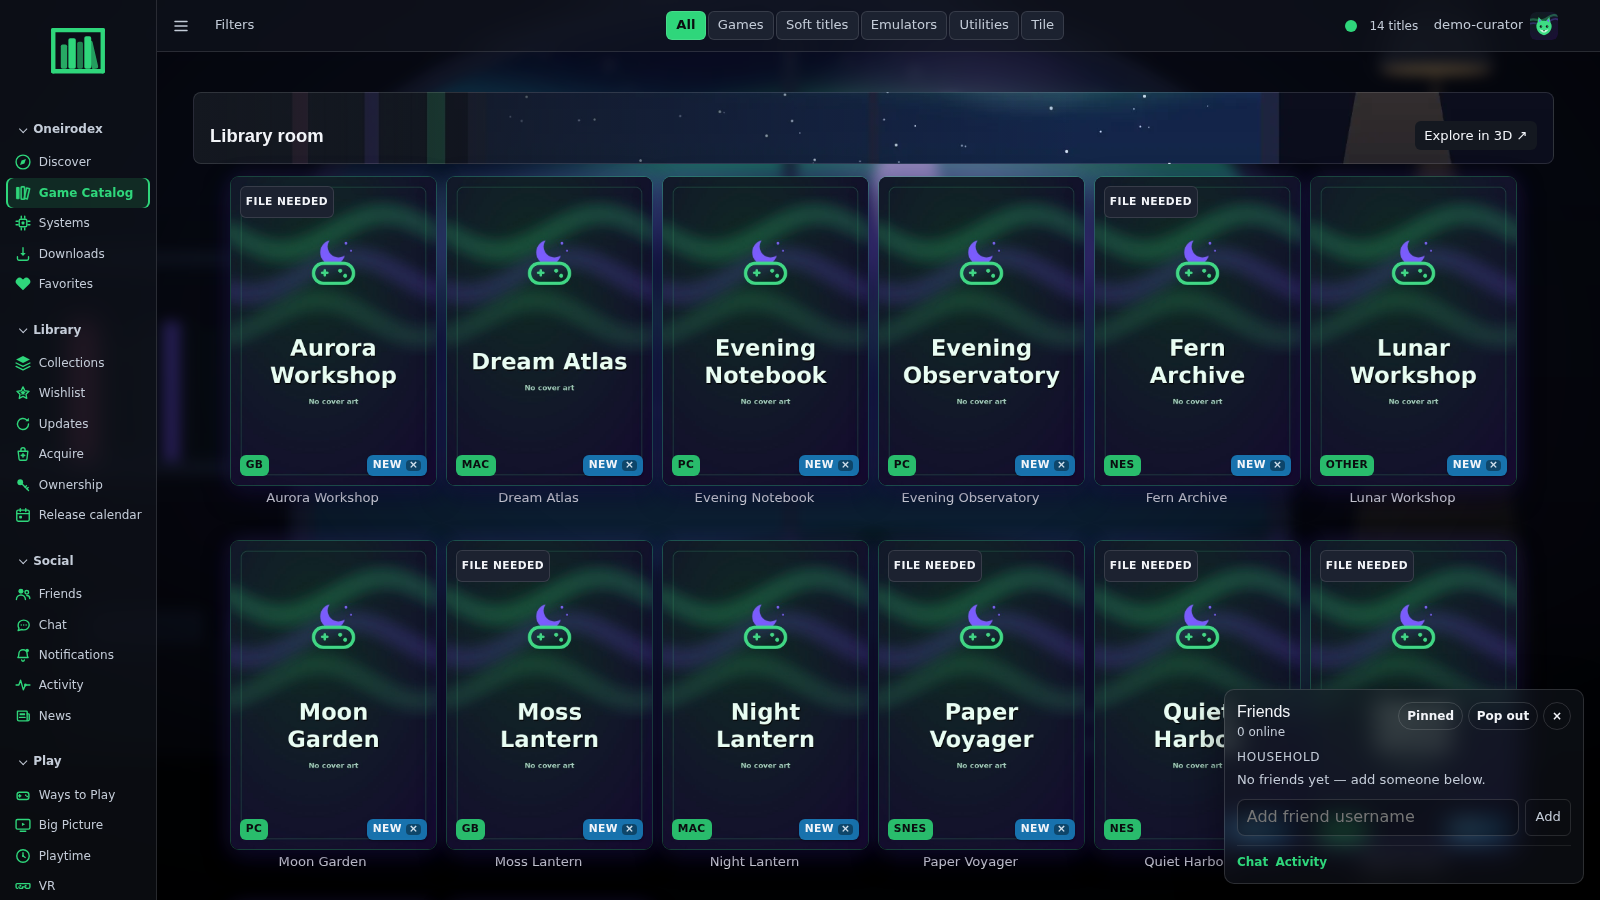 Filters
All
Games
Soft titles
Emulators
Utilities
Tile
14 titles
demo-curator
Oneirodex
Discover
Game Catalog
Systems
Downloads
Favorites
Library
Collections
Wishlist
Updates
Acquire
Ownership
Release calendar
Social
Friends
Chat
Notifications
Activity
News
Play
Ways to Play
Big Picture
Playtime
VR
Library room
Explore in 3D ↗
FILE NEEDED
Aurora
Workshop
No cover art
GB
NEW ×
Aurora Workshop
Dream Atlas
No cover art
MAC
NEW ×
Dream Atlas
Evening
Notebook
No cover art
PC
NEW ×
Evening Notebook
Evening
Observatory
No cover art
PC
NEW ×
Evening Observatory
FILE NEEDED
Fern
Archive
No cover art
NES
NEW ×
Fern Archive
Lunar
Workshop
No cover art
OTHER
NEW ×
Lunar Workshop
Moon
Garden
No cover art
PC
NEW ×
Moon Garden
FILE NEEDED
Moss
Lantern
No cover art
GB
NEW ×
Moss Lantern
Night
Lantern
No cover art
MAC
NEW ×
Night Lantern
FILE NEEDED
Paper
Voyager
No cover art
SNES
NEW ×
Paper Voyager
FILE NEEDED
Quiet
Harbo
No cover art
NES
Quiet Harbo
FILE NEEDED
Friends
0 online
Pinned
Pop out
×
HOUSEHOLD
No friends yet — add someone below.
Add friend username
Add
Chat Activity